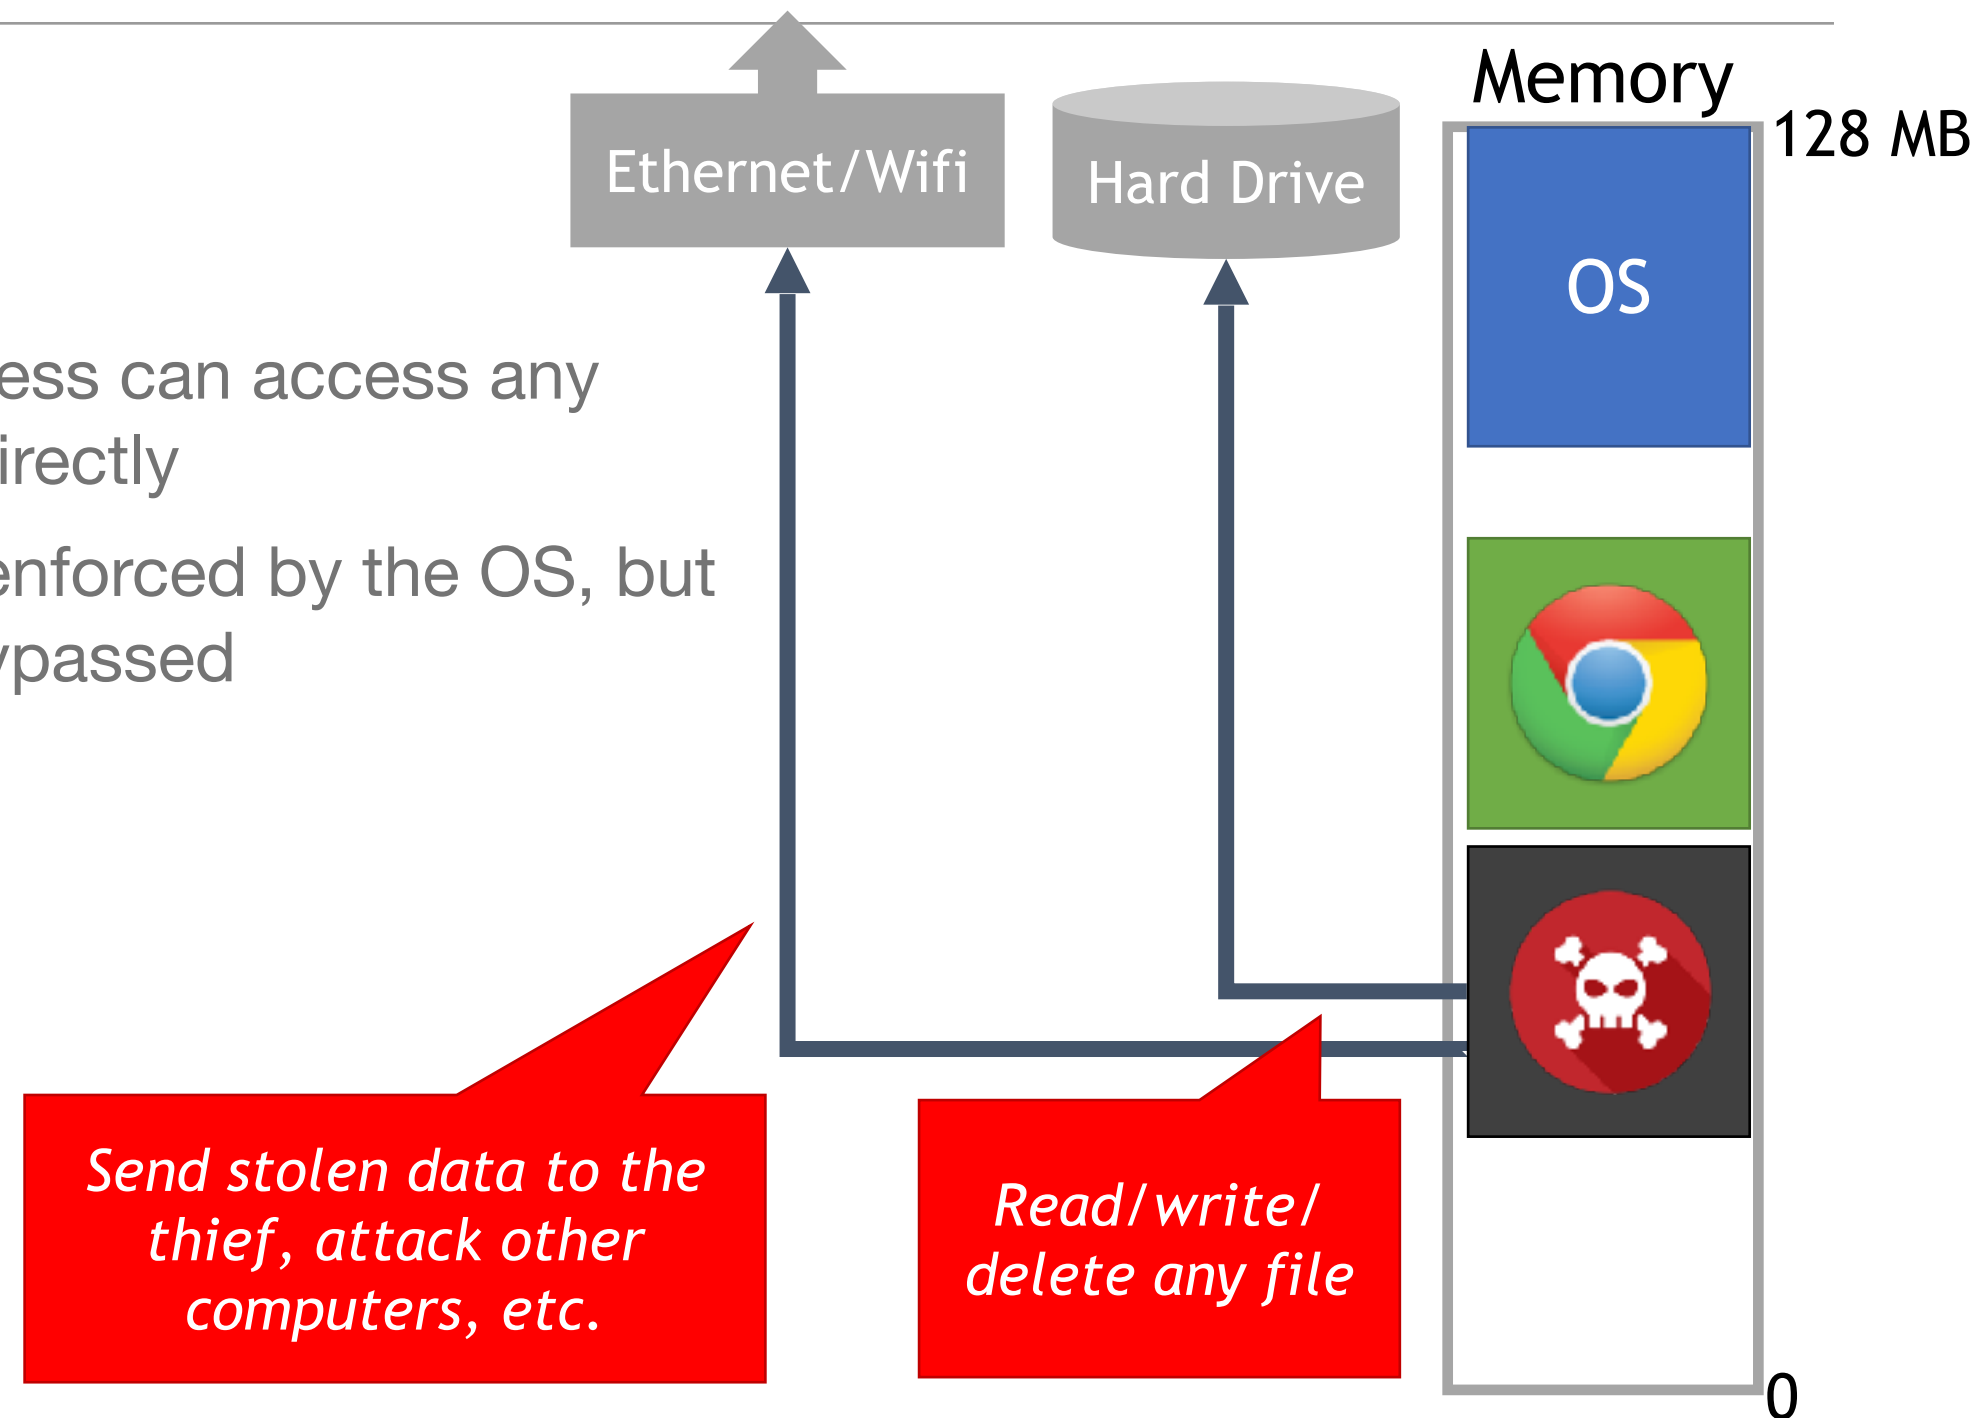 Memory
128 MB
Ethernet/Wifi
Hard Drive
OS
ess can access any
irectly
enforced by the OS, but
ypassed
Send stolen data to the
thief, attack other
computers, etc.
Read/write/
delete any file
0